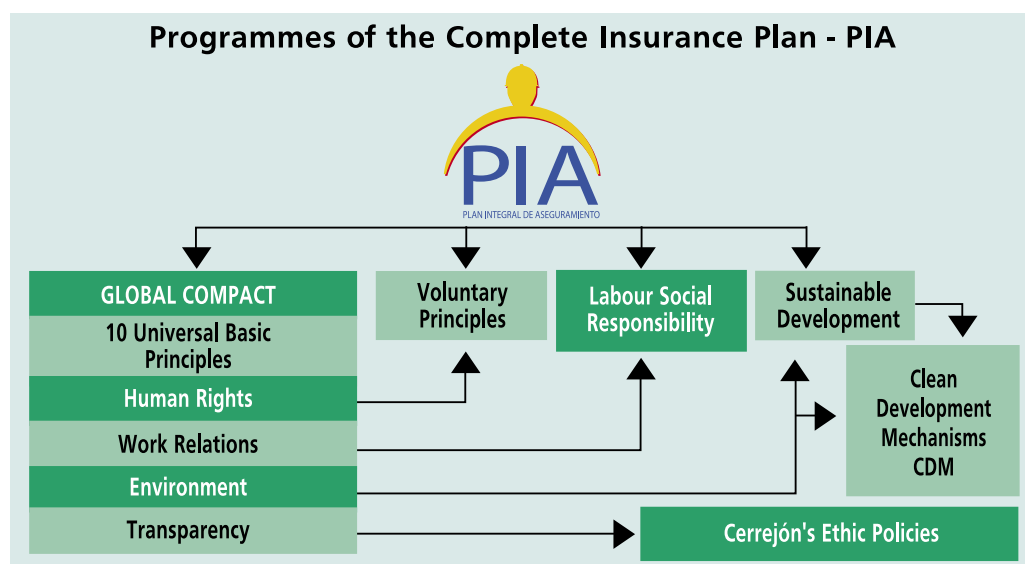 Programmes of the Complete Insurance Plan - PIA
PIA
PLAN INTEGRAL DE ASEGURAMIENTO
GLOBAL COMPACT
10 Universal Basic
Principles
Human Rights
Work Relations
Environment
Transparency
Voluntary
Principles
Labour Social
Responsibility
Sustainable
Development
Clean
Development
Mechanisms
CDM
Cerrejón's Ethic Policies